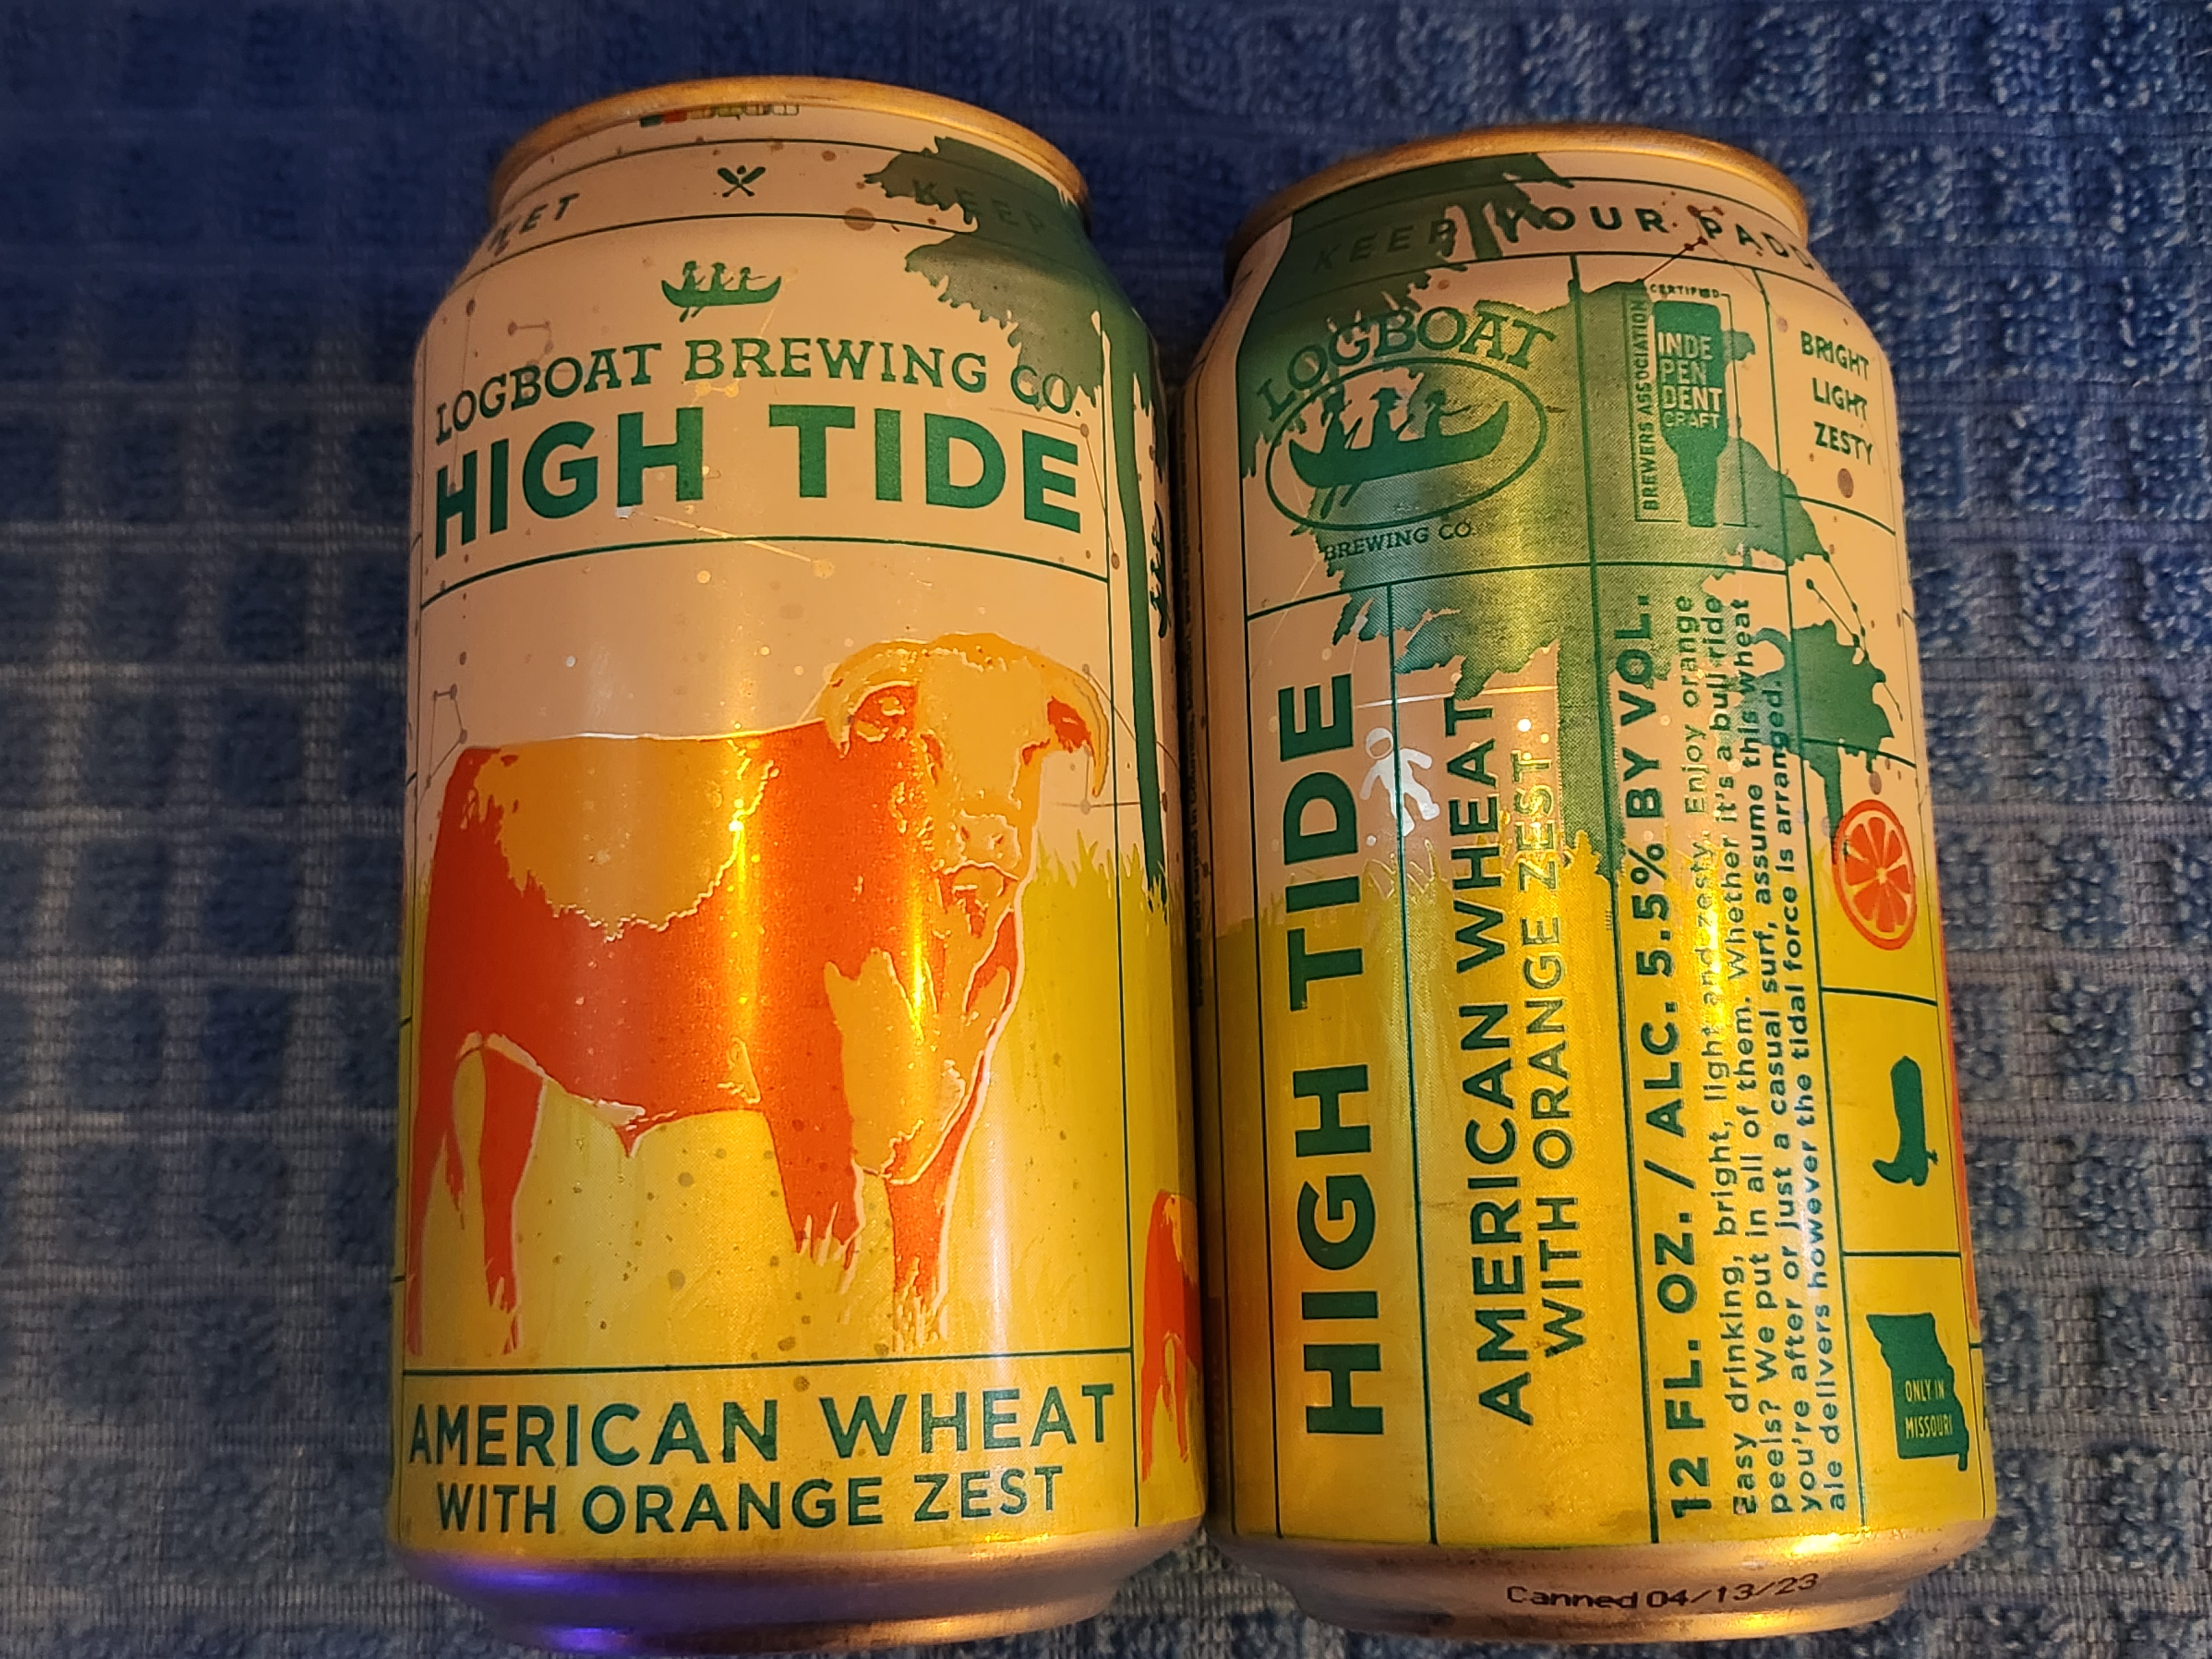 KEEP
LOGBOAT BREWING CO.
HIGH TIDE
AMERICAN WHEAT
WITH ORANGE ZEST
KEEP YOUR PADD
LOGBOAT
BREWING CO.
CERTIFIED
BREWERS ASSOCIATION
INDE
PEN
DENT
CRAFT
BRIGHT
LIGHT
ZESTY
HIGH TIDE
AMERICAN WHEAT
WITH ORANGE ZEST
12 FL. OZ. / ALC. 5.5% BY VOL.
Easy drinking, bright, light and zesty. Enjoy orange
peels? We put in all of them. Whether it's a bull ride
you're after or just a casual surf, assume this wheat
ale delivers however the tidal force is arranged.
ONLY IN
MISSOURI
Canned 04/13/23